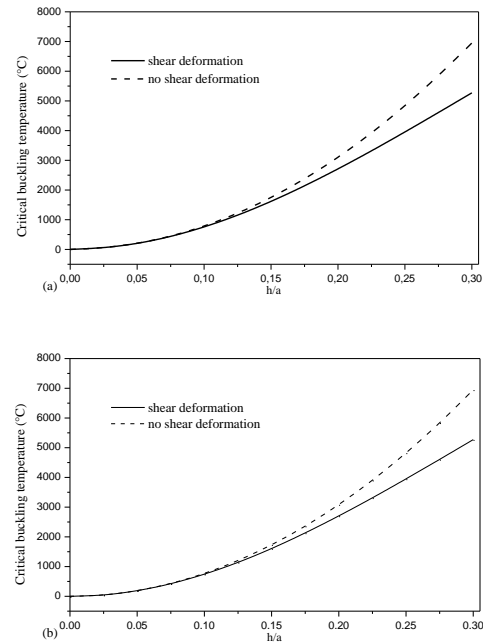 8000
7000
6000
5000
4000
3000
2000
1000
0
Critical buckling temperature (°C)
shear deformation
no shear deformation
0,00 0,05 0,10 0,15 0,20 0,25 0,30
h/a
(a)
8000
7000
6000
5000
4000
3000
2000
1000
0
Critical buckling temperature (°C)
shear deformation
no shear deformation
0.00 0.05 0.10 0.15 0.20 0.25 0.30
h/a
(b)